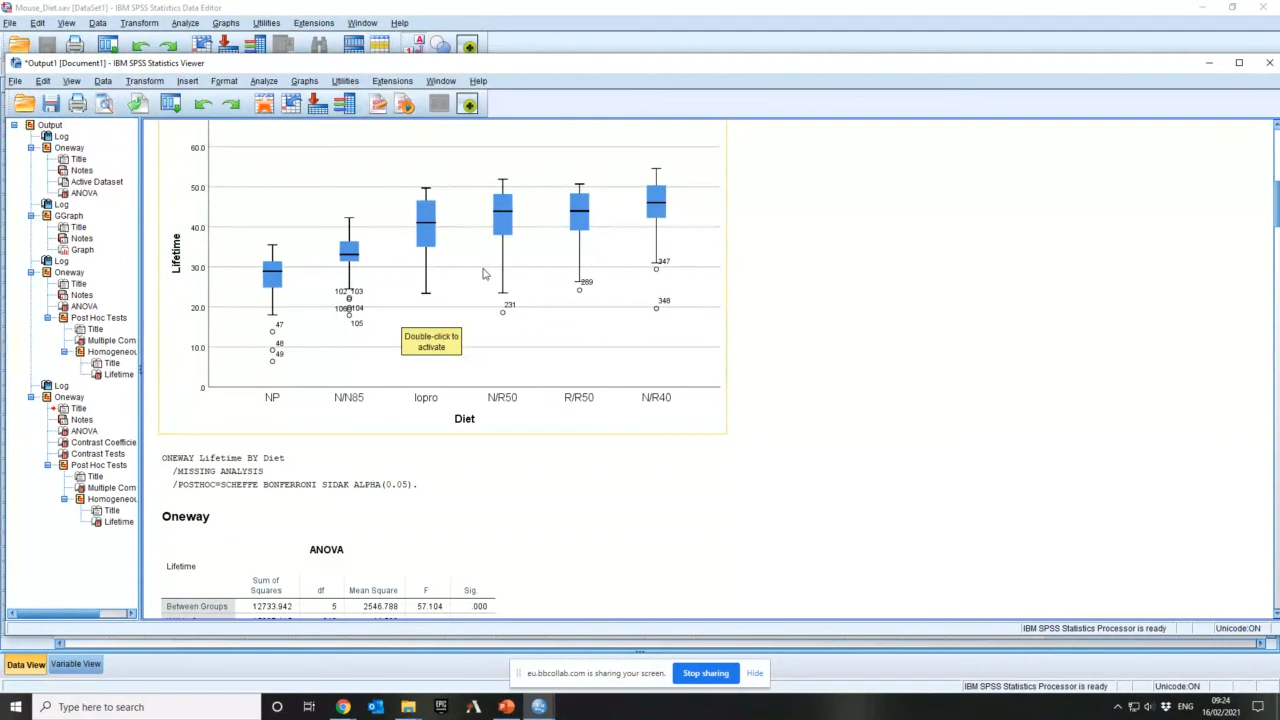 Mouse_Diet.sav [DataSet1] - IBM SPSS Statistics Data Editor
File Edit View Data Transform Analyze Graphs Utilities Extensions Window Help
*Output1 [Document1] - IBM SPSS Statistics Viewer
File Edit View Data Transform Insert Format Analyze Graphs Utilities Extensions Window Help
Output
Log
Oneway
Title
Notes
Active Dataset
ANOVA
Log
GGraph
Title
Notes
Graph
Log
Oneway
Title
Notes
ANOVA
Post Hoc Tests
Title
Multiple Com
Homogeneou
Title
Lifetime
Log
Oneway
Title
Notes
ANOVA
Contrast Coefficie
Contrast Tests
Post Hoc Tests
Title
Multiple Com
Homogeneou
Title
Lifetime
60.0
50.0
40.0
30.0
20.0
10.0
.0
Lifetime
47
48
49
102 103
104
105
231
289
347
348
Double-click to
activate
NP N/N85 lopro N/R50 R/R50 N/R40
Diet
ONEWAY Lifetime BY Diet
/MISSING ANALYSIS
/POSTHOC=SCHEFFE BONFERRONI SIDAK ALPHA(0.05).
Oneway
ANOVA
Lifetime
Sum of
Squares df Mean Square F Sig.
Between Groups 12733.942 5 2546.788 57.104 .000
IBM SPSS Statistics Processor is ready Unicode:ON
Data View Variable View
eu.bbcollab.com is sharing your screen. Stop sharing Hide
IBM SPSS Statistics Processor is ready Unicode:ON
Type here to search
EPIC
ENG
09:24
16/02/2021